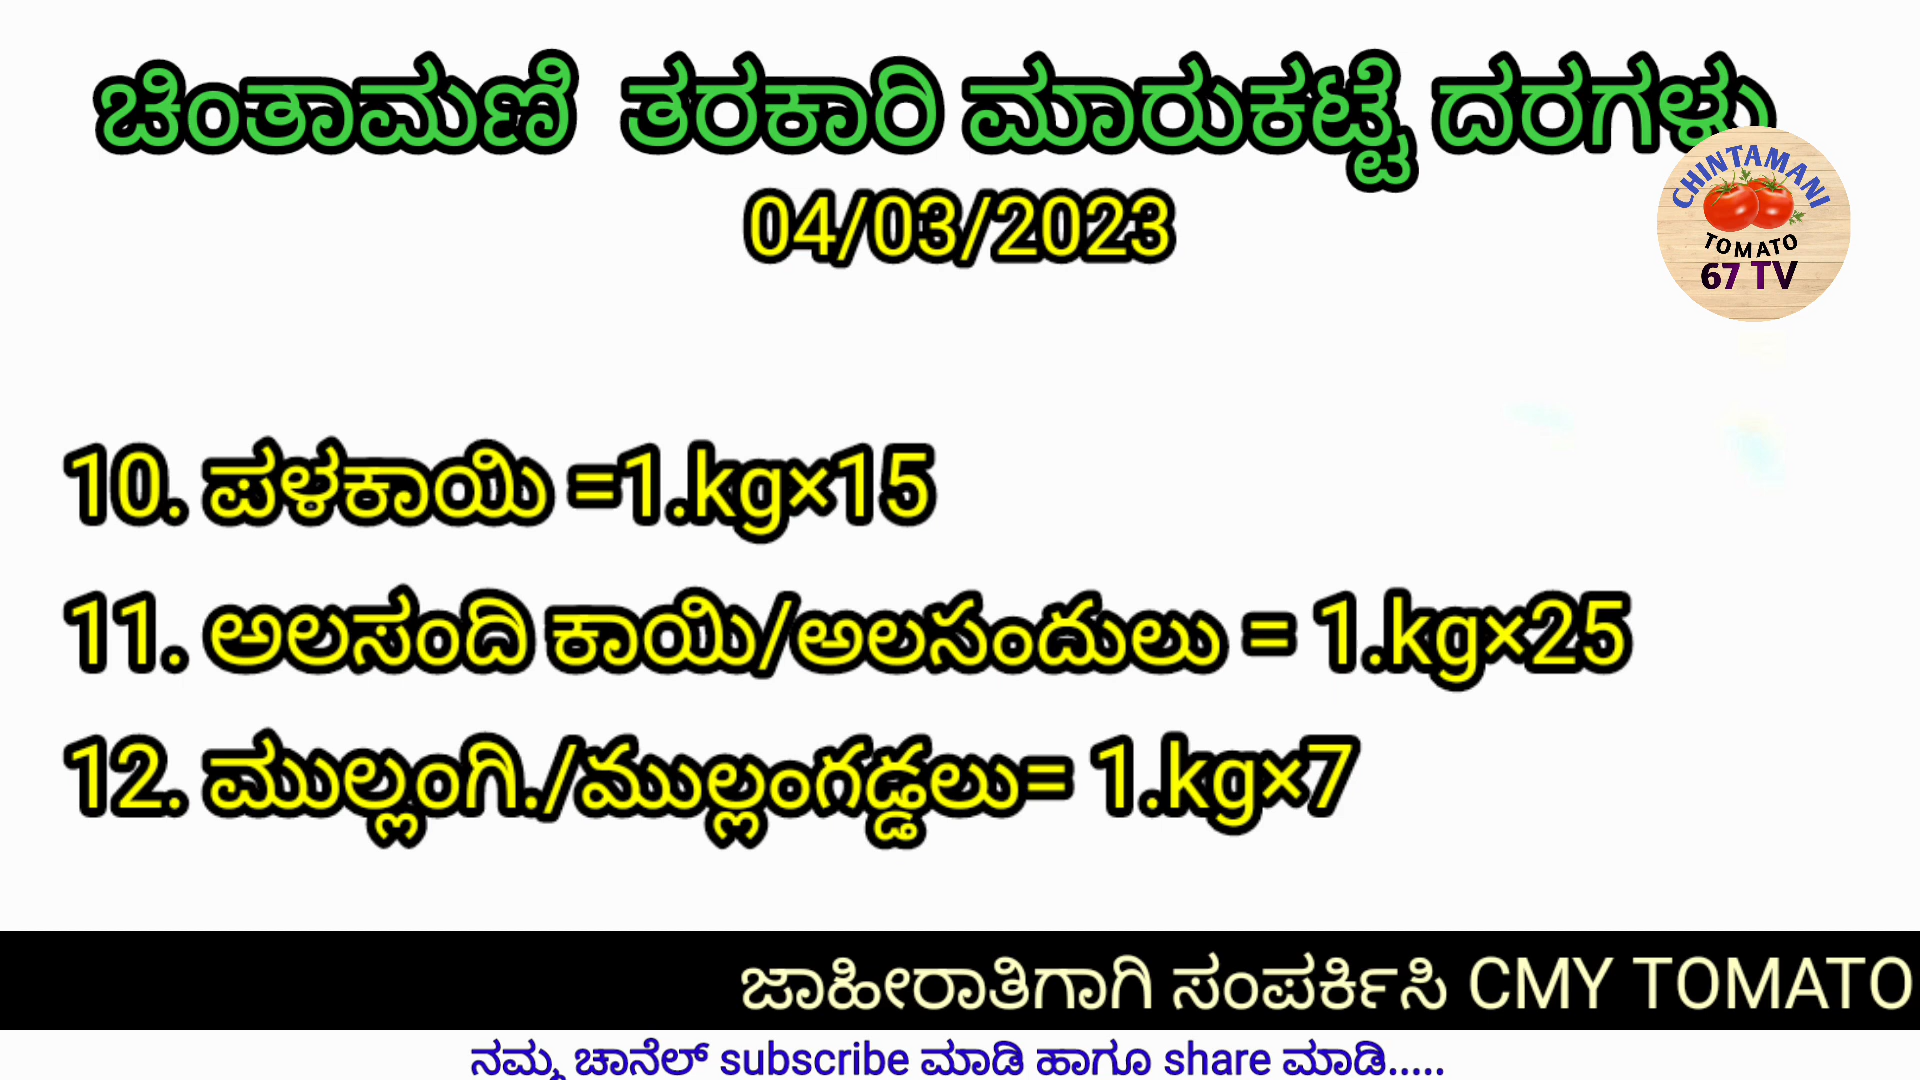 ಚಿಂತಾಮಣಿ ತರಕಾರಿ ಮಾರುಕಟ್ಟೆ ದರಗಳು
04/03/2023
CHINTAMANI
TOMATO
67 TV
10. ಪಳಕಾಯಿ =1.kg×15
11. ಅಲಸಂದಿ ಕಾಯಿ/ಅಲಸಂದುಲು = 1.kg×25
12. ಮುಲ್ಲಂಗಿ./ಮುಲ್ಲಂಗಡ್ಡಲು= 1.kg×7
ಜಾಹೀರಾತಿಗಾಗಿ ಸಂಪರ್ಕಿಸಿ CMY TOMATO
ನಮ್ಮ ಚಾನೆಲ್ subscribe ಮಾಡಿ ಹಾಗೂ share ಮಾಡಿ.....